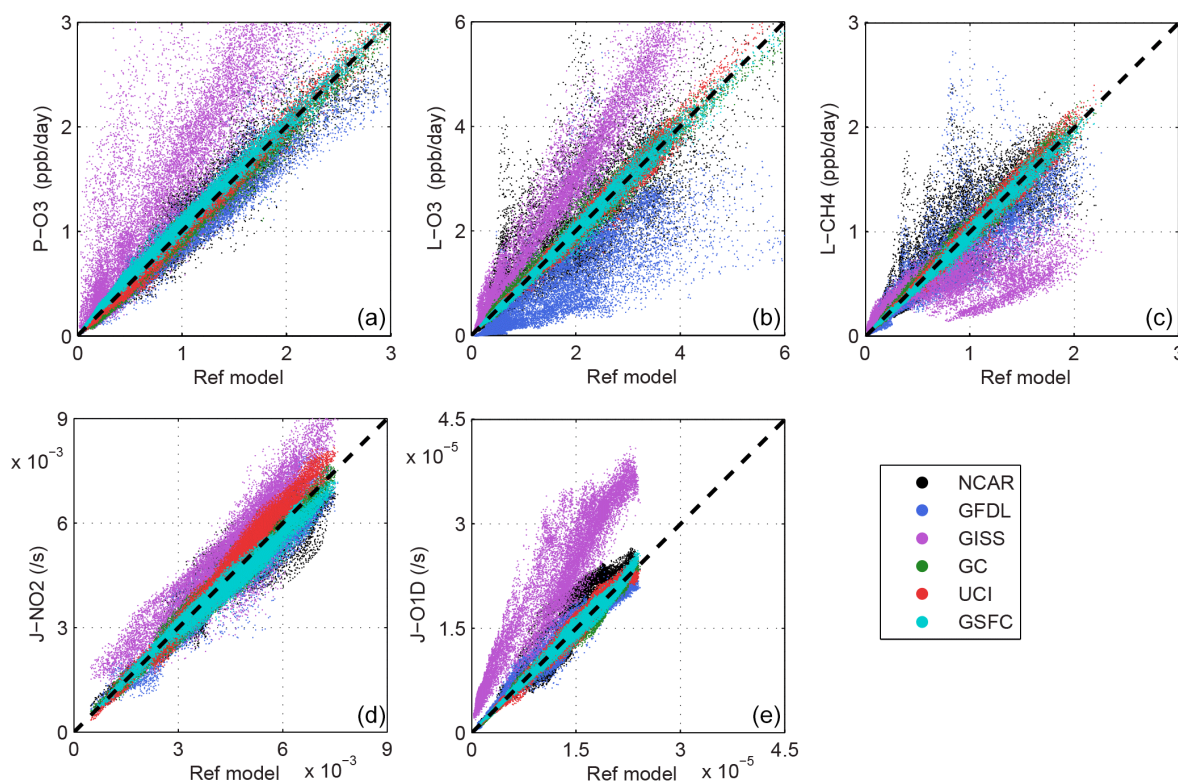 3
2
1
0
P−O3 (ppb/day)
0 1 2 3
Ref model
(a)
6
4
2
0
L−O3 (ppb/day)
0 2 4 6
Ref model
(b)
3
2
1
0
L−CH4 (ppb/day)
0 1 2 3
Ref model
(c)
9
x 10−3
6
3
0
J−NO2 (/s)
0 3 6 9
Ref model x 10−3
(d)
4.5
x 10−5
3
1.5
0
J−O1D (/s)
0 1.5 3 4.5
Ref model x 10−5
(e)
NCAR
GFDL
GISS
GC
UCI
GSFC